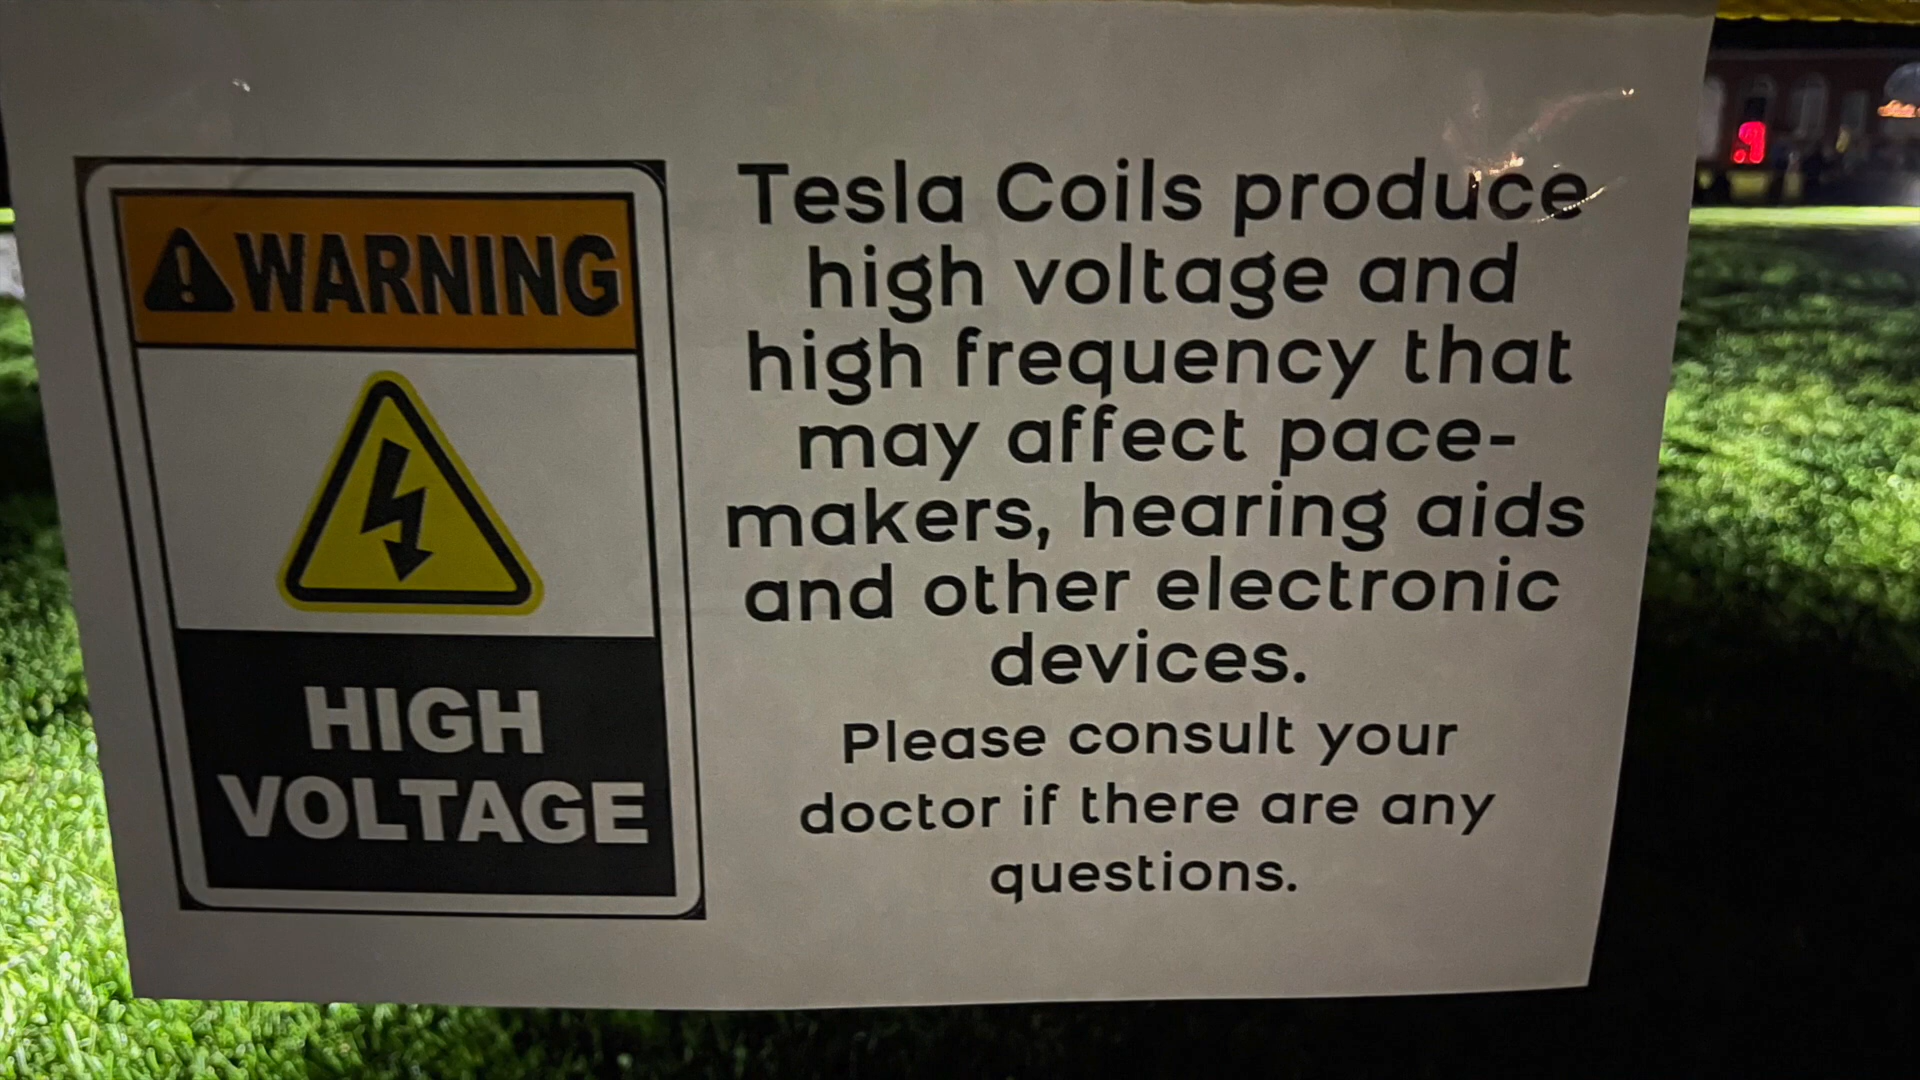 WARNING
HIGH
VOLTAGE
Tesla Coils produce
high voltage and
high frequency that
may affect pace-
makers, hearing aids
and other electronic
devices.
Please consult your
doctor if there are any
questions.